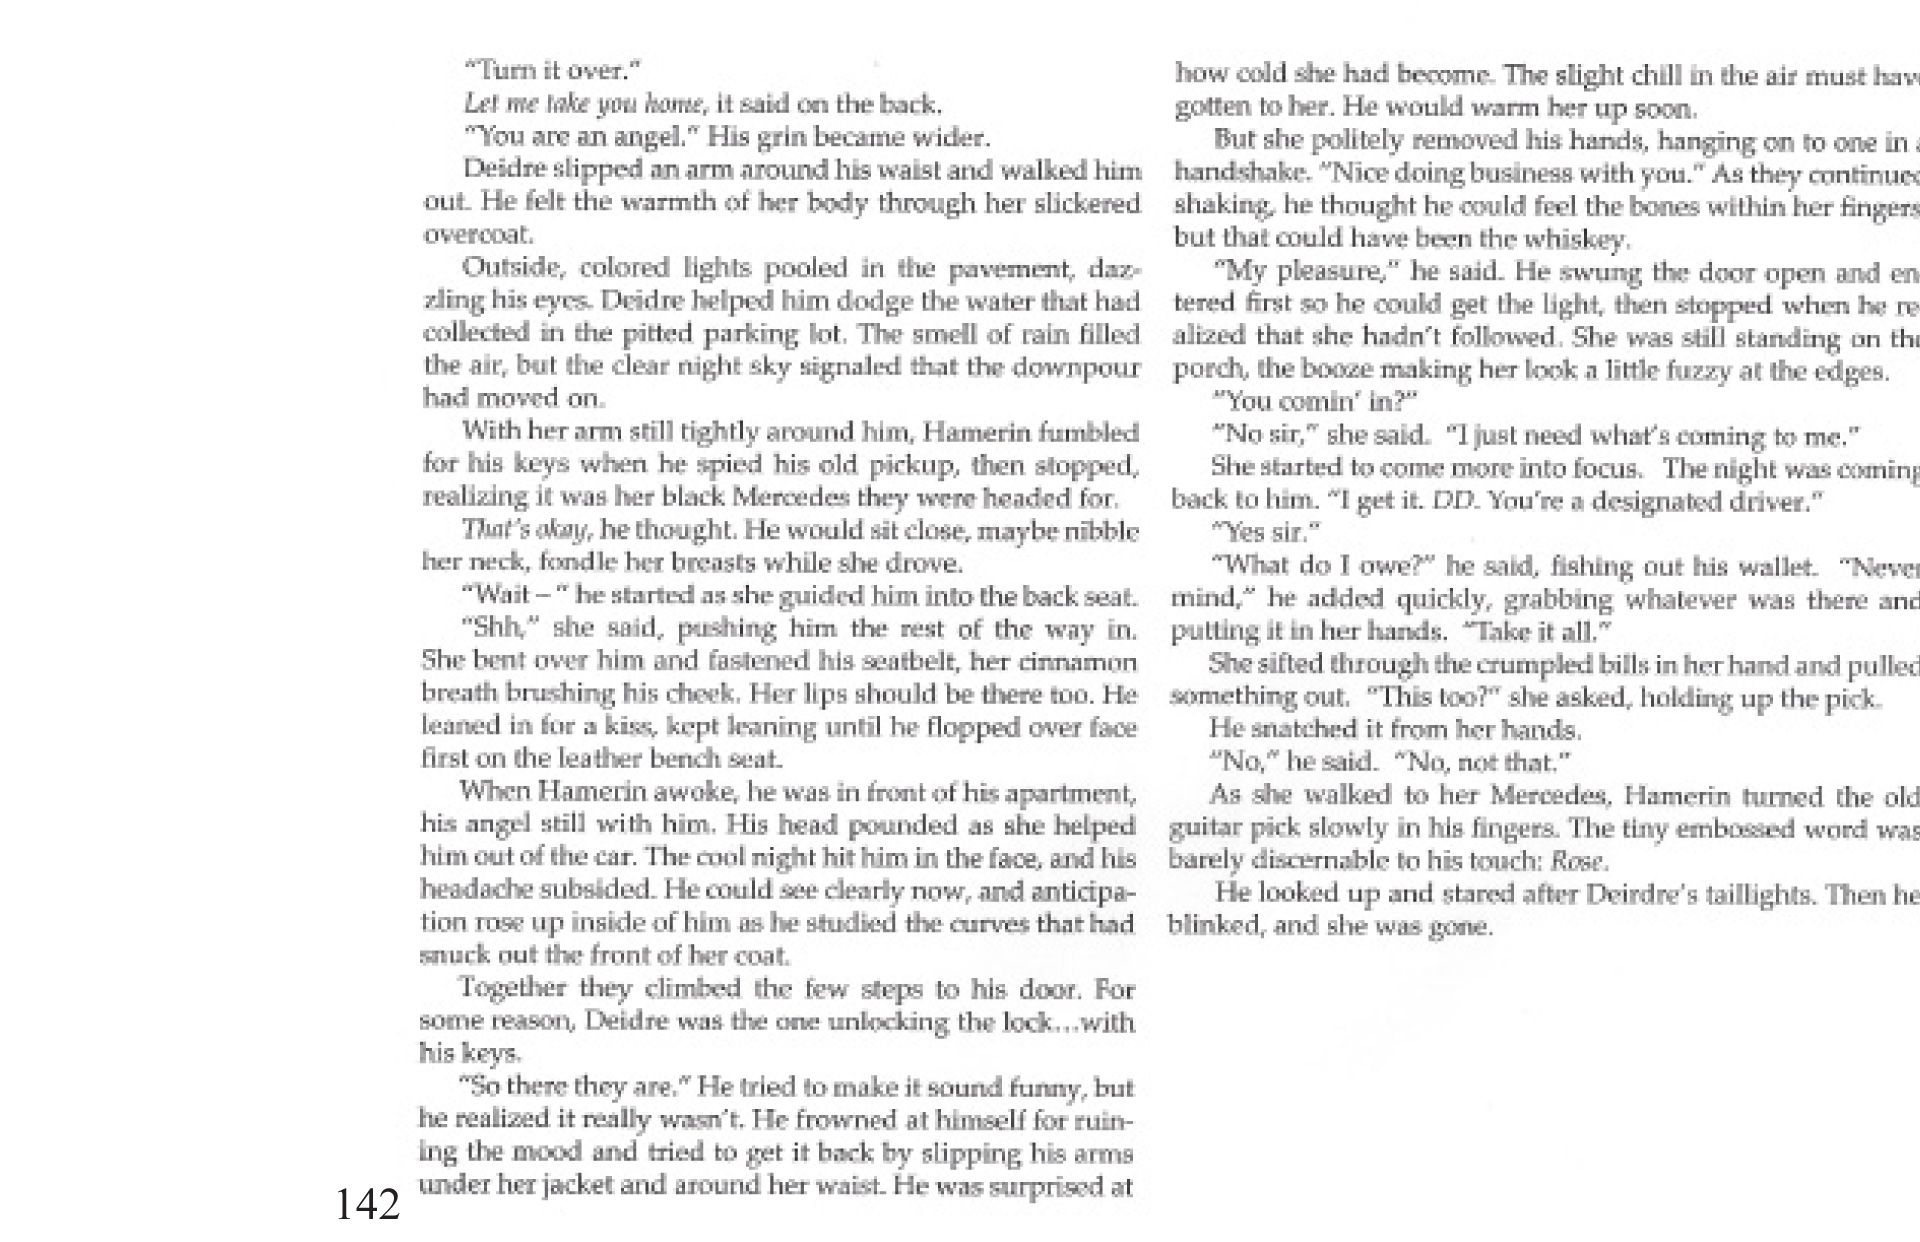 “Turn it over.”
Let me take you home, it said on the back.
“You are an angel.” His grin became wider.
Deidre slipped an arm around his waist and walked him
out. He felt the warmth of her body through her slickered
overcoat.
Outside, colored lights pooled in the pavement, daz-
zling his eyes. Deidre helped him dodge the water that had
collected in the pitted parking lot. The smell of rain filled
the air, but the clear night sky signaled that the downpour
had moved on.
With her arm still tightly around him, Hamerin fumbled
for his keys when he spied his old pickup, then stopped,
realizing it was her black Mercedes they were headed for.
That’s okay, he thought. He would sit close, maybe nibble
her neck, fondle her breasts while she drove.
“Wait – “ he started as she guided him into the back seat.
“Shh,” she said, pushing him the rest of the way in.
She bent over him and fastened his seatbelt, her cinnamon
breath brushing his cheek. Her lips should be there too. He
leaned in for a kiss, kept leaning until he flopped over face
first on the leather bench seat.
When Hamerin awoke, he was in front of his apartment,
his angel still with him. His head pounded as she helped
him out of the car. The cool night hit him in the face, and his
headache subsided. He could see clearly now, and anticipa-
tion rose up inside of him as he studied the curves that had
snuck out the front of her coat.
Together they climbed the few steps to his door. For
some reason, Deidre was the one unlocking the lock…with
his keys.
“So there they are.” He tried to make it sound funny, but
he realized it really wasn’t. He frowned at himself for ruin-
ing the mood and tried to get it back by slipping his arms
under her jacket and around her waist. He was surprised at
142
how cold she had become. The slight chill in the air must hav
gotten to her. He would warm her up soon.
But she politely removed his hands, hanging on to one in
handshake. “Nice doing business with you.” As they continued
shaking, he thought he could feel the bones within her fingers
but that could have been the whiskey.
“My pleasure,” he said. He swung the door open and en
tered first so he could get the light, then stopped when he re
alized that she hadn’t followed. She was still standing on the
porch, the booze making her look a little fuzzy at the edges.
“You comin’ in?”
“No sir,” she said. “I just need what’s coming to me.”
She started to come more into focus. The night was coming
back to him. “I get it. DD. You’re a designated driver.”
“Yes sir.”
“What do I owe?” he said, fishing out his wallet. “Never
mind,” he added quickly, grabbing whatever was there and
putting it in her hands. “Take it all.”
She sifted through the crumpled bills in her hand and pulled
something out. “This too?” she asked, holding up the pick.
He snatched it from her hands.
“No,” he said. “No, not that.”
As she walked to her Mercedes, Hamerin turned the old
guitar pick slowly in his fingers. The tiny embossed word was
barely discernable to his touch: Rose.
He looked up and stared after Deirdre’s taillights. Then he
blinked, and she was gone.